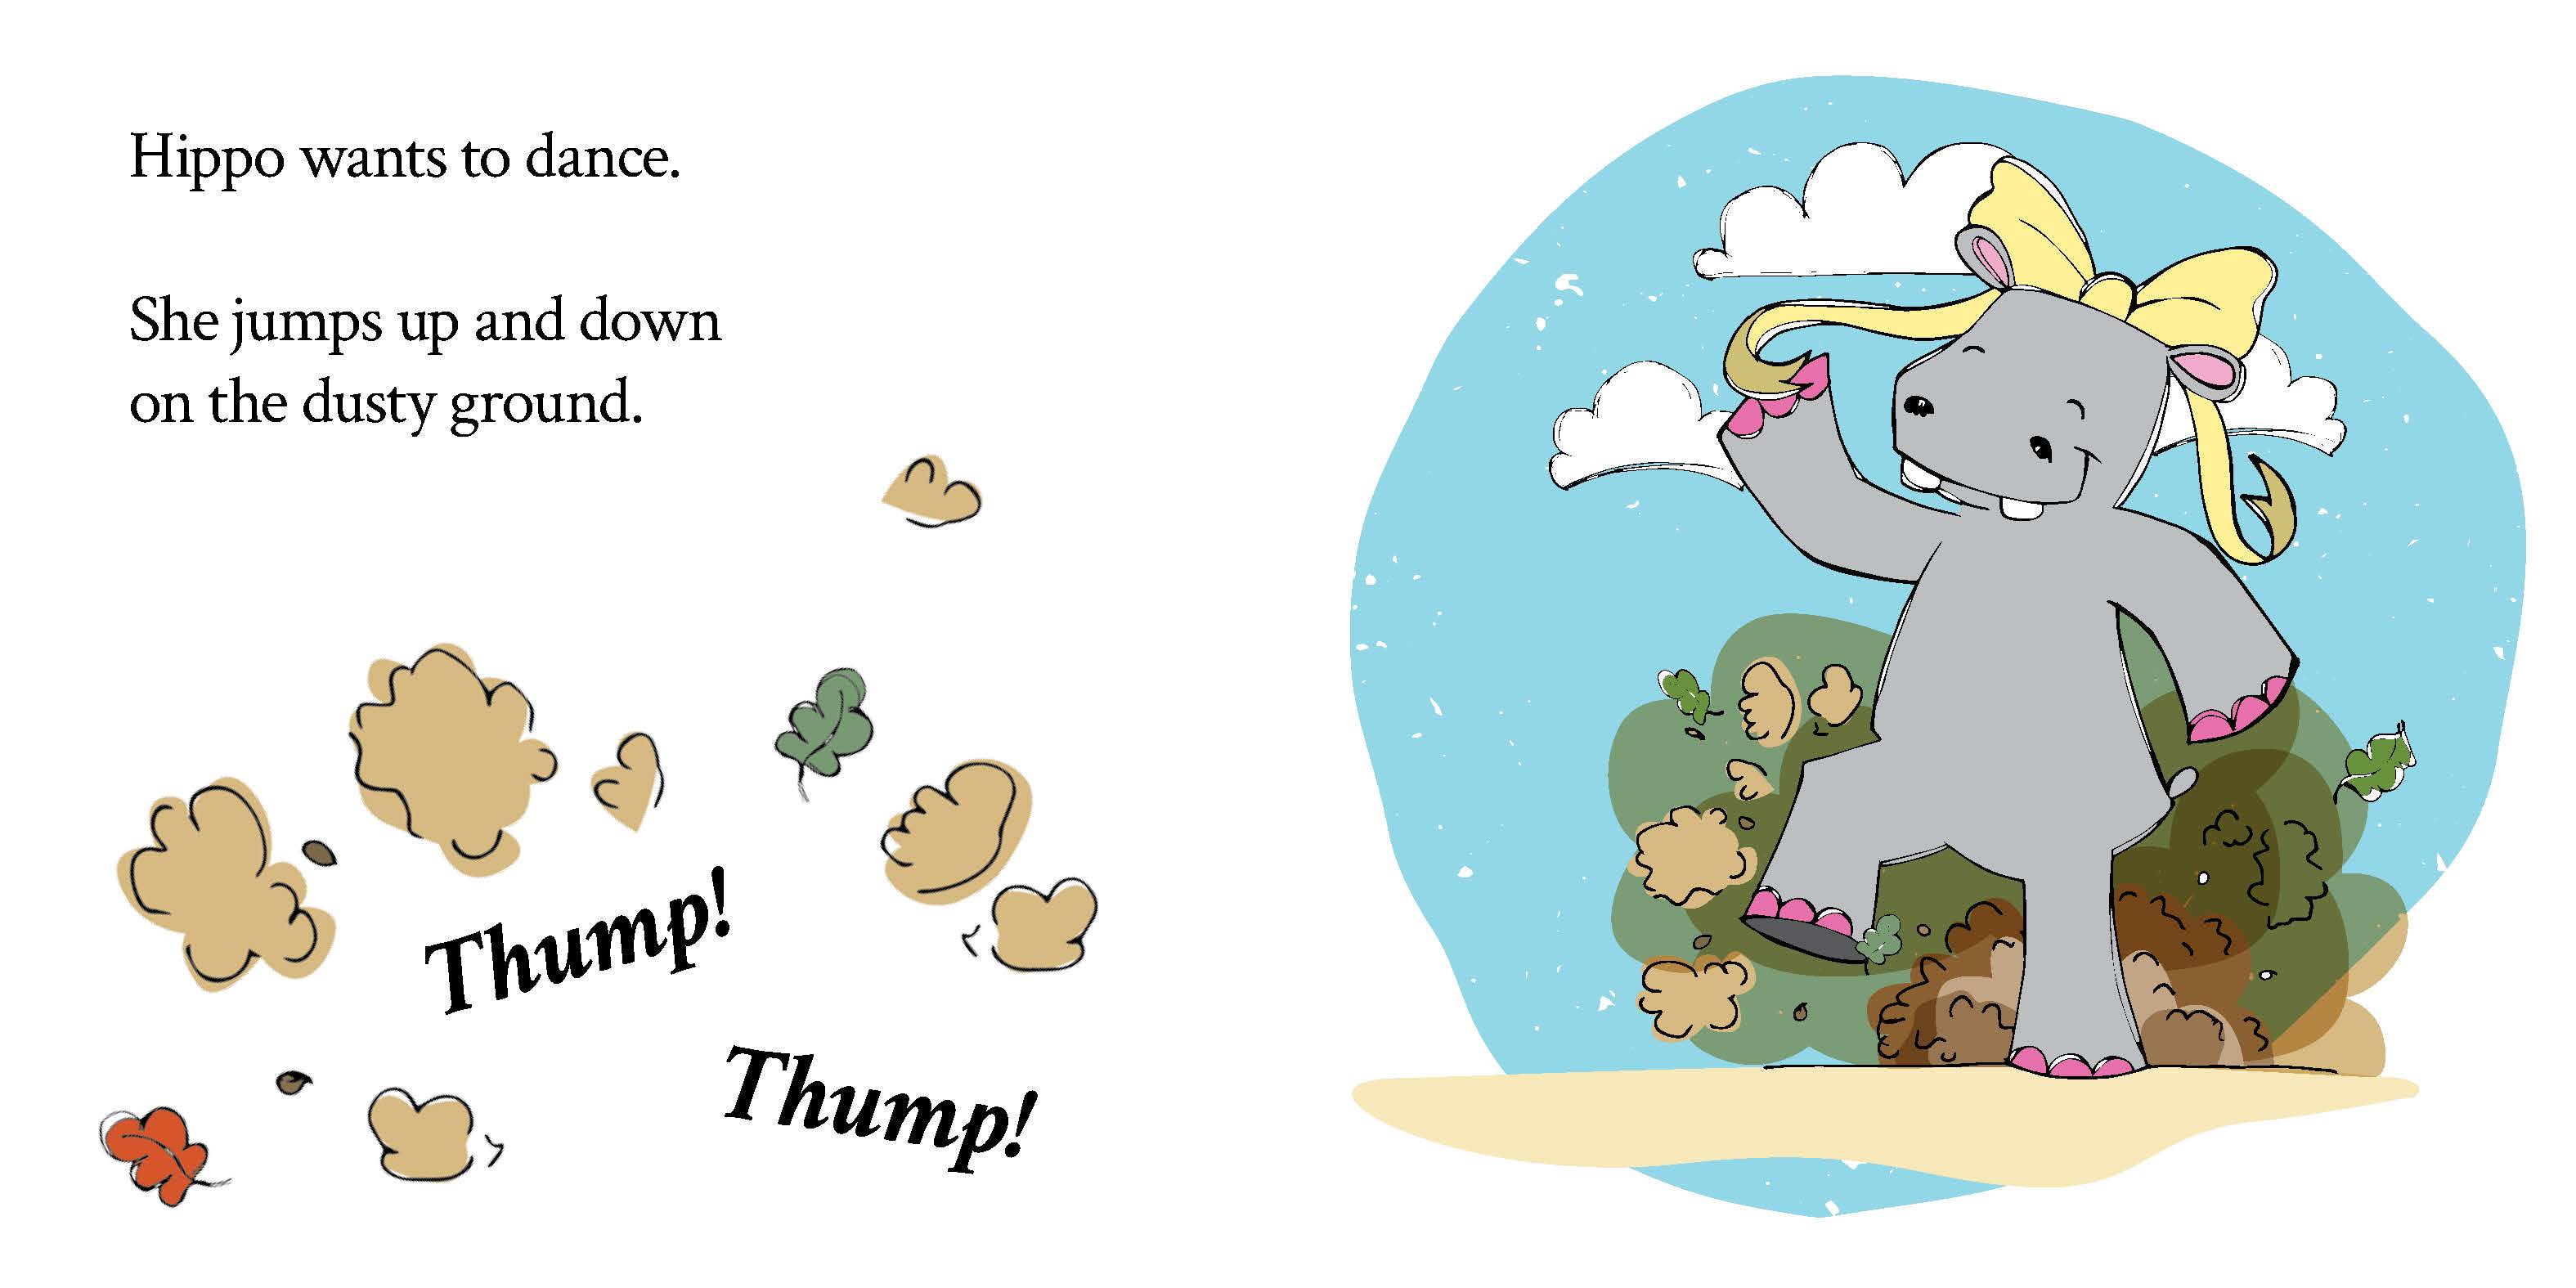 Hippo wants to dance.
She jumps up and down
on the dusty ground.
Thump!
Thump!